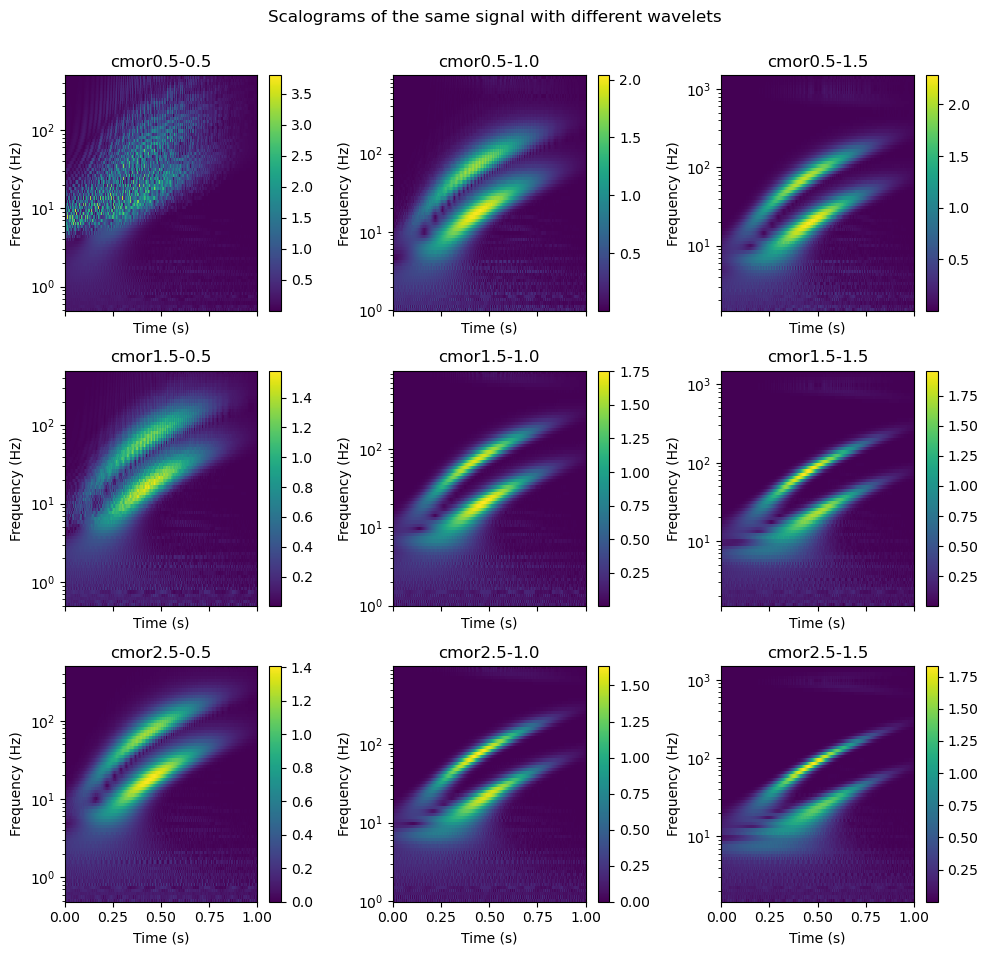 Scalograms of the same signal with different wavelets
cmor0.5-0.5
Frequency (Hz)
10²
10¹
10⁰
Time (s)
3.5
3.0
2.5
2.0
1.5
1.0
0.5
cmor0.5-1.0
Frequency (Hz)
10²
10¹
10⁰
Time (s)
2.0
1.5
1.0
0.5
cmor0.5-1.5
Frequency (Hz)
10³
10²
10¹
Time (s)
2.0
1.5
1.0
0.5
cmor1.5-0.5
Frequency (Hz)
10²
10¹
10⁰
Time (s)
1.4
1.2
1.0
0.8
0.6
0.4
0.2
cmor1.5-1.0
Frequency (Hz)
10²
10¹
10⁰
Time (s)
1.75
1.50
1.25
1.00
0.75
0.50
0.25
cmor1.5-1.5
Frequency (Hz)
10³
10²
10¹
Time (s)
1.75
1.50
1.25
1.00
0.75
0.50
0.25
cmor2.5-0.5
Frequency (Hz)
10²
10¹
10⁰
0.00 0.25 0.50 0.75 1.00
Time (s)
1.4
1.2
1.0
0.8
0.6
0.4
0.2
0.0
cmor2.5-1.0
Frequency (Hz)
10²
10¹
10⁰
0.00 0.25 0.50 0.75 1.00
Time (s)
1.50
1.25
1.00
0.75
0.50
0.25
0.00
cmor2.5-1.5
Frequency (Hz)
10³
10²
10¹
0.00 0.25 0.50 0.75 1.00
Time (s)
1.75
1.50
1.25
1.00
0.75
0.50
0.25